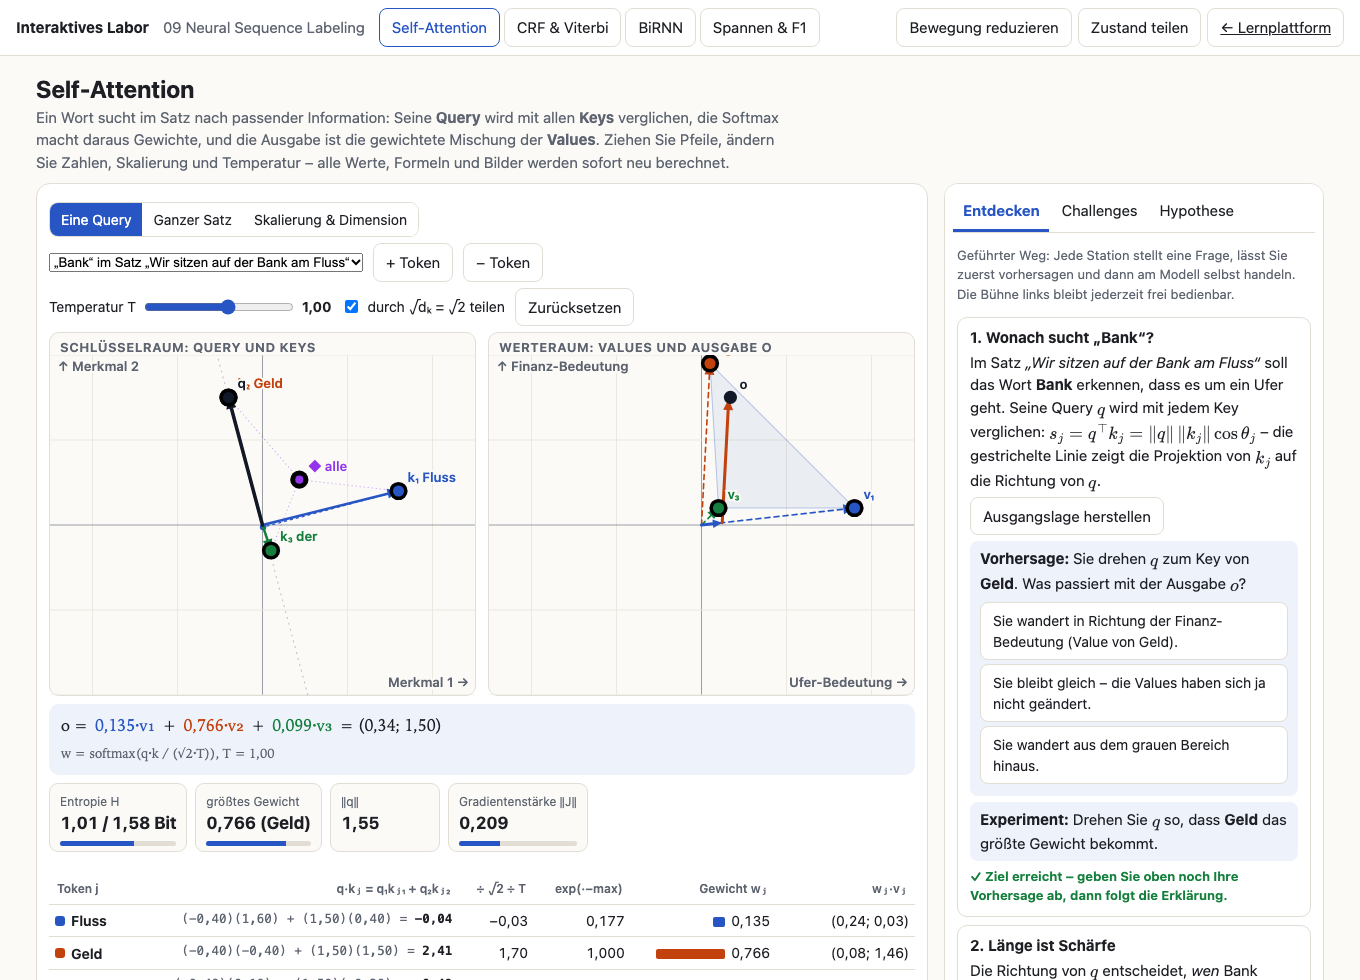 Interaktives Labor 09 Neural Sequence Labeling Self-Attention CRF & Viterbi BiRNN Spannen & F1 Bewegung reduzieren Zustand teilen ← Lernplattform
Self-Attention
Ein Wort sucht im Satz nach passender Information: Seine Query wird mit allen Keys verglichen, die Softmax
macht daraus Gewichte, und die Ausgabe ist die gewichtete Mischung der Values. Ziehen Sie Pfeile, ändern
Sie Zahlen, Skalierung und Temperatur – alle Werte, Formeln und Bilder werden sofort neu berechnet.
Eine Query Ganzer Satz Skalierung & Dimension
„Bank“ im Satz „Wir sitzen auf der Bank am Fluss“ + Token − Token
Temperatur T 1,00 durch √dₖ = √2 teilen Zurücksetzen
SCHLÜSSELRAUM: QUERY UND KEYS
↑ Merkmal 2
q₂ Geld
◆ alle
k₁ Fluss
k₃ der
Merkmal 1 →
WERTERAUM: VALUES UND AUSGABE O
↑ Finanz-Bedeutung
o
v₃
v₁
Ufer-Bedeutung →
o = 0,135·v₁ + 0,766·v₂ + 0,099·v₃ = (0,34; 1,50)
w = softmax(q·k / (√2·T)), T = 1,00
Entropie H größtes Gewicht ‖q‖ Gradientenstärke ‖J‖
1,01 / 1,58 Bit 0,766 (Geld) 1,55 0,209
Token j q·kⱼ = q₁kⱼ₁ + q₂kⱼ₂ ÷ √2 ÷ T exp(·−max) Gewicht wⱼ wⱼ·vⱼ
Fluss (−0,40)(1,60) + (1,50)(0,40) = −0,04 −0,03 0,177 0,135 (0,24; 0,03)
Geld (−0,40)(−0,40) + (1,50)(1,50) = 2,41 1,70 1,000 0,766 (0,08; 1,46)
Entdecken Challenges Hypothese
Geführter Weg: Jede Station stellt eine Frage, lässt Sie
zuerst vorhersagen und dann am Modell selbst handeln.
Die Bühne links bleibt jederzeit frei bedienbar.
1. Wonach sucht „Bank“?
Im Satz „Wir sitzen auf der Bank am Fluss“ soll
das Wort Bank erkennen, dass es um ein Ufer
geht. Seine Query q wird mit jedem Key
verglichen: sⱼ = q⊤kⱼ = ‖q‖ ‖kⱼ‖ cos θⱼ – die
gestrichelte Linie zeigt die Projektion von kⱼ auf
die Richtung von q.
Ausgangslage herstellen
Vorhersage: Sie drehen q zum Key von
Geld. Was passiert mit der Ausgabe o?
Sie wandert in Richtung der Finanz-
Bedeutung (Value von Geld).
Sie bleibt gleich – die Values haben sich ja
nicht geändert.
Sie wandert aus dem grauen Bereich
hinaus.
Experiment: Drehen Sie q so, dass Geld das
größte Gewicht bekommt.
✓ Ziel erreicht – geben Sie oben noch Ihre
Vorhersage ab, dann folgt die Erklärung.
2. Länge ist Schärfe
Die Richtung von q entscheidet, wen Bank